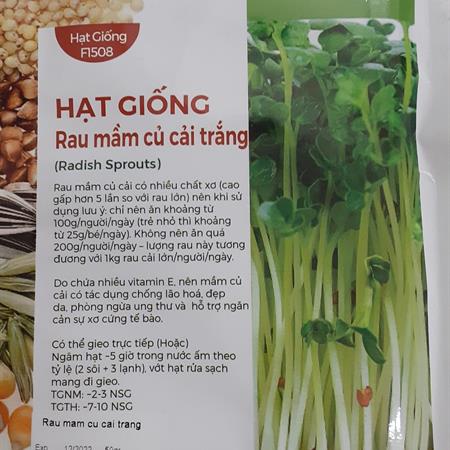 Hạt Giống
F1508
HẠT GIỐNG
Rau mầm củ cải trắng
(Radish Sprouts)
Rau mầm củ cải có nhiều chất xơ (cao
gấp hơn 5 lần so với rau lớn) nên khi sử
dụng lưu ý: chỉ nên ăn khoảng từ
100g/người/ngày (trẻ nhỏ thì khoảng
từ 25g/bé/ngày). Không nên ăn quá
200g/người/ngày – lượng rau này tương
đương với 1kg rau cải lớn/người/ngày.
Do chứa nhiều vitamin E, nên mầm củ
cải có tác dụng chống lão hoá, đẹp
da, phòng ngừa ung thư và hỗ trợ ngăn
cản sự xơ cứng tế bào.
Có thể gieo trực tiếp (Hoặc)
Ngâm hạt ~5 giờ trong nước ấm theo
tỷ lệ (2 sôi + 3 lạnh), vớt hạt rửa sạch
mang đi gieo.
TGNM: ~2-3 NSG
TGTH: ~7-10 NSG
Rau mam cu cai trang
Exp 12/2022 50gr